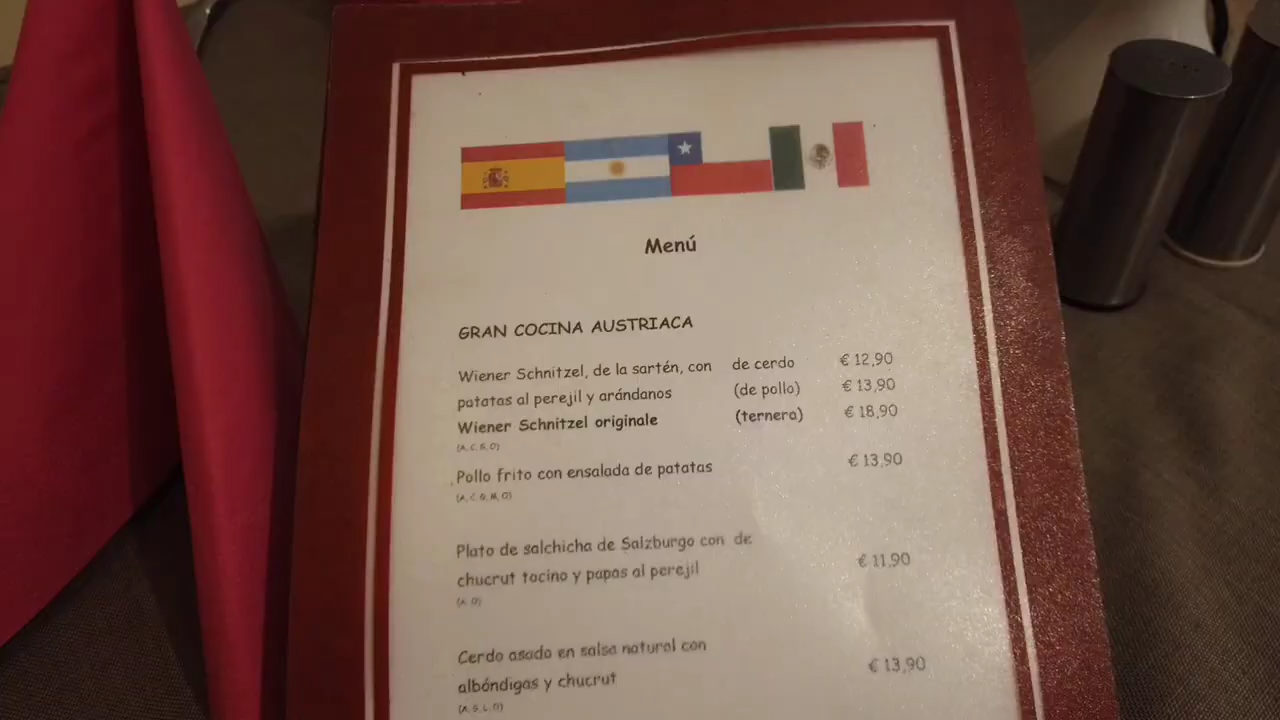 Menú
GRAN COCINA AUSTRIACA
Wiener Schnitzel, de la sartén, con de cerdo € 12,90
patatas al perejil y arándanos (de pollo) € 13,90
Wiener Schnitzel originale (ternera) € 18,90
Pollo frito con ensalada de patatas € 13,90
Plato de salchicha de Salzburgo con de
chucrut tocino y papas al perejil € 11,90
Cerdo asado en salsa natural con
albóndigas y chucrut € 13,90